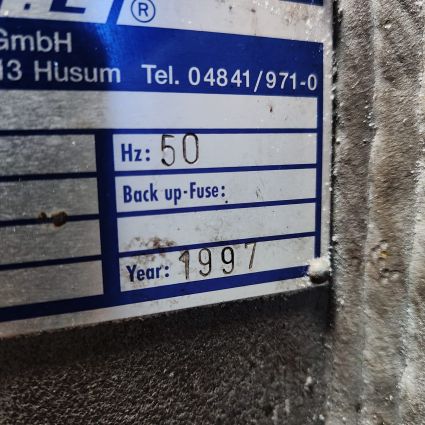 ®
GmbH
13 Husum Tel. 04841/971-0
Hz: 50
Back up-Fuse:
Year: 1997